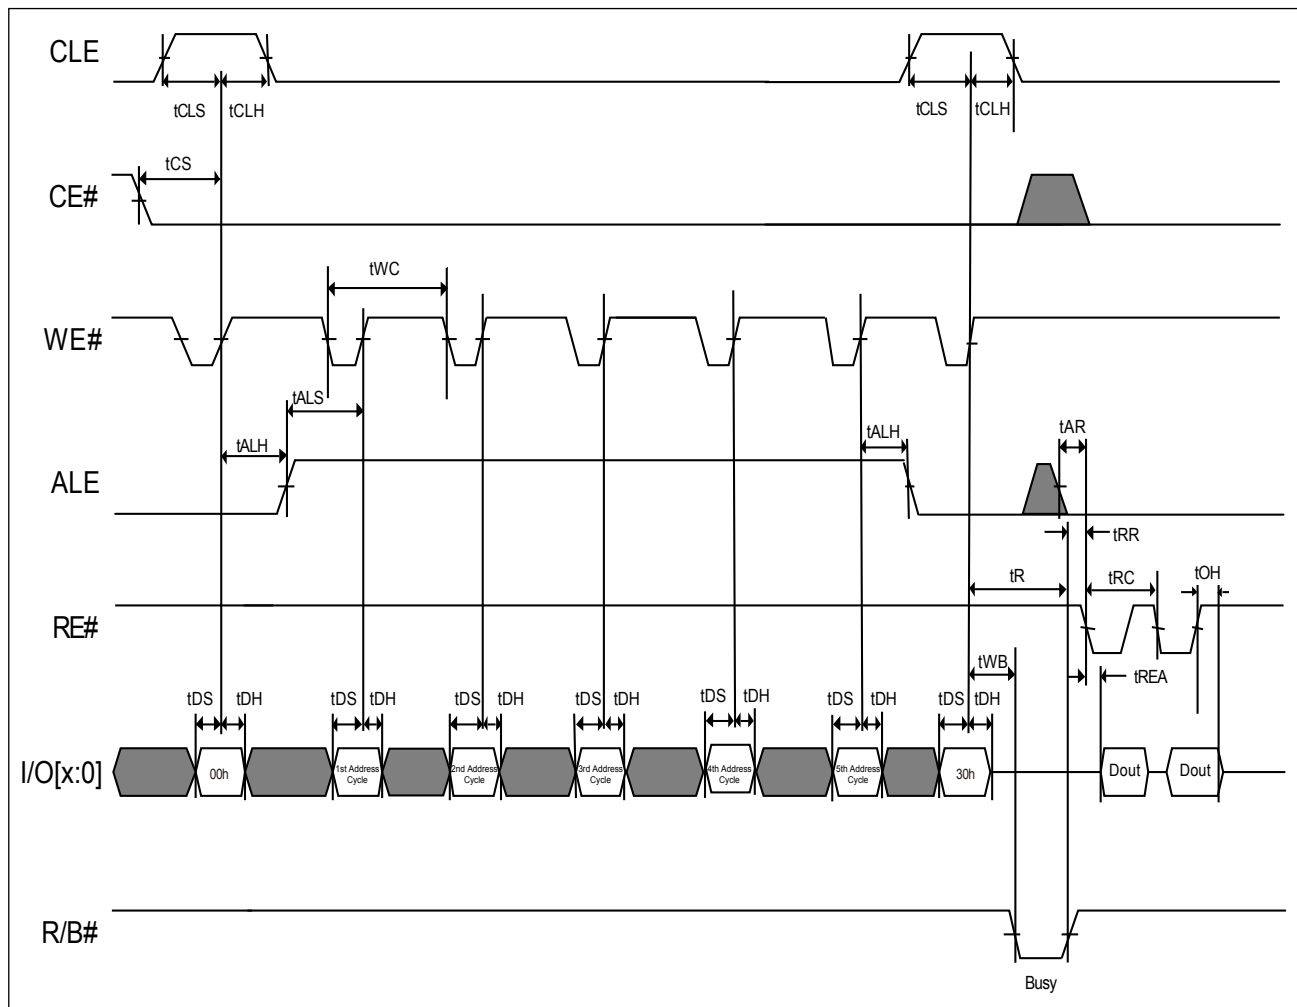 CLE
tCLS tCLH tCLS tCLH
tCS
CE#
tWC
WE#
tALS
tALH tALH tAR
ALE
tRR
tR tRC tOH
RE#
tWB tREA
tDS tDH tDS tDH tDS tDH tDS tDH tDS tDH tDS tDH tDS tDH
I/O[x:0] 00h 1st Address Cycle 2nd Address Cycle 3rd Address Cycle 4th Address Cycle 5th Address Cycle 30h Dout Dout
R/B#
Busy